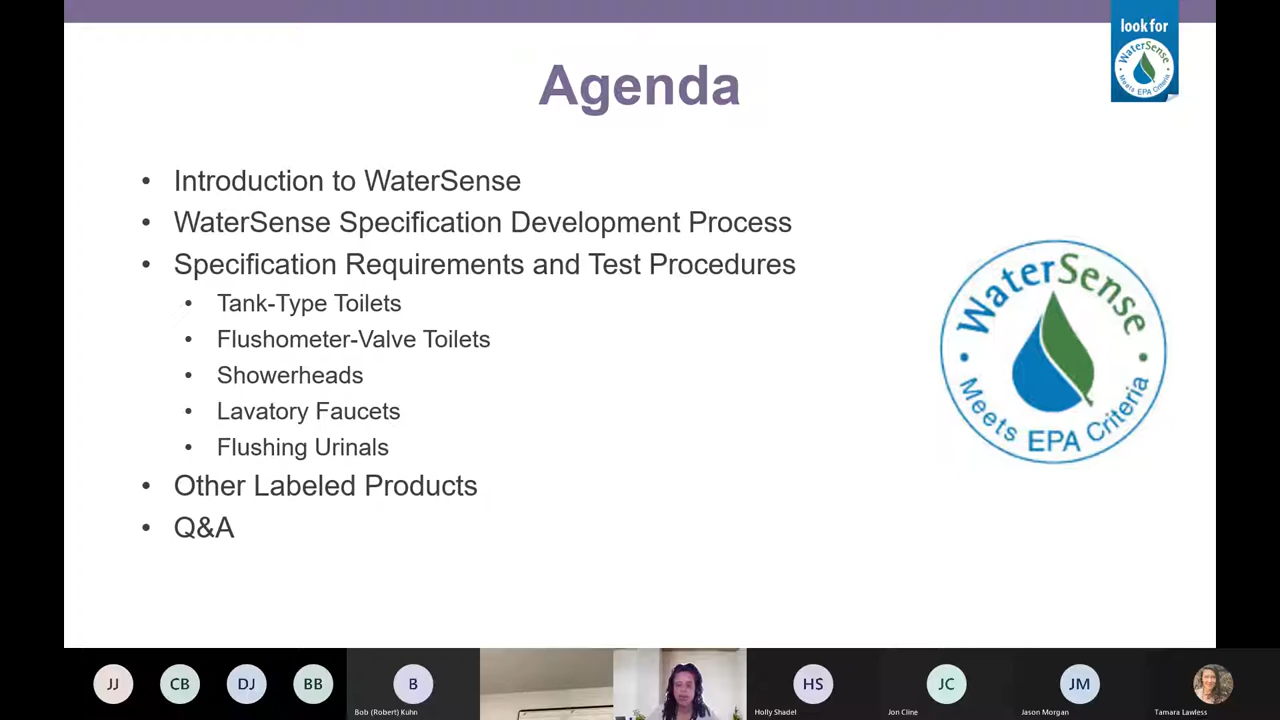 look for
WaterSense
Meets EPA Criteria
Agenda
• Introduction to WaterSense
• WaterSense Specification Development Process
• Specification Requirements and Test Procedures
• Tank-Type Toilets
• Flushometer-Valve Toilets
• Showerheads
• Lavatory Faucets
• Flushing Urinals
• Other Labeled Products
• Q&A
WaterSense
Meets EPA Criteria
JJ
CB
DJ
BB
B
HS
JC
JM
Bob (Robert) Kuhn
Holly Shadel
Jon Cline
Jason Morgan
Tamara Lawless